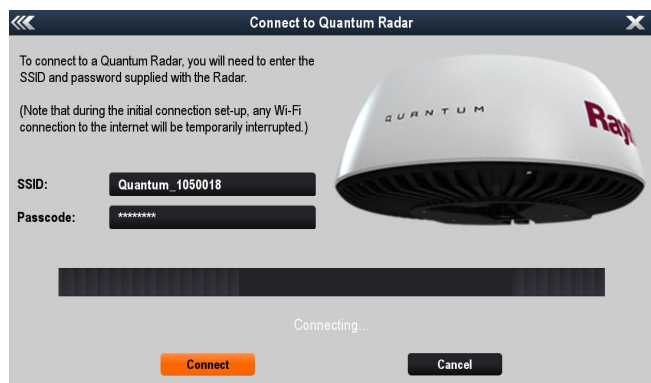 Connect to Quantum Radar
To connect to a Quantum Radar, you will need to enter the
SSID and password supplied with the Radar.
(Note that during the initial connection set-up, any Wi-Fi
connection to the internet will be temporarily interrupted.)
QUANTUM
Ray
SSID:
Quantum_1050018
Passcode:
********
Connecting...
Connect
Cancel